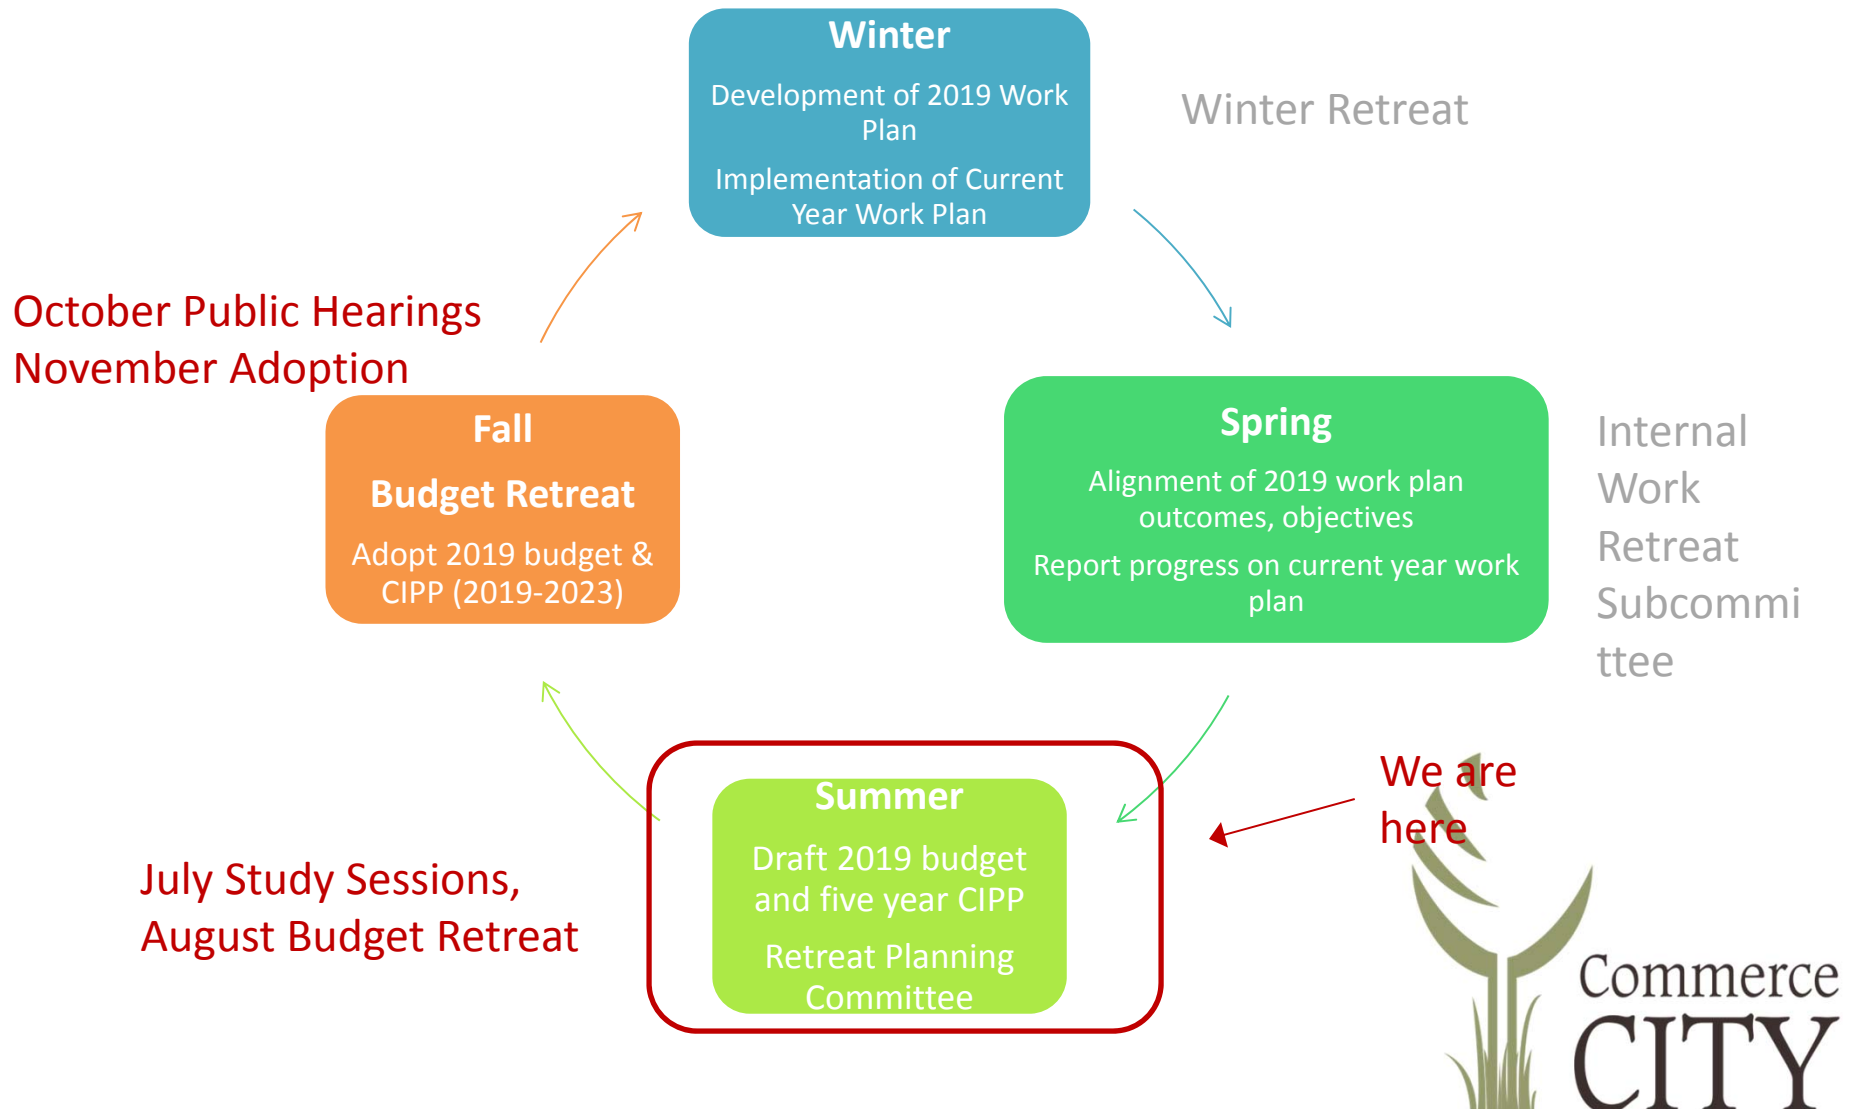 Winter
Development of 2019 Work
Plan
Implementation of Current
Year Work Plan
Winter Retreat
October Public Hearings
November Adoption
Fall
Budget Retreat
Adopt 2019 budget &
CIPP (2019-2023)
Spring
Alignment of 2019 work plan
outcomes, objectives
Report progress on current year work
plan
Internal
Work
Retreat
Subcommi
ttee
We are
here
Summer
Draft 2019 budget
and five year CIPP
Retreat Planning
Committee
July Study Sessions,
August Budget Retreat
Commerce
CITY